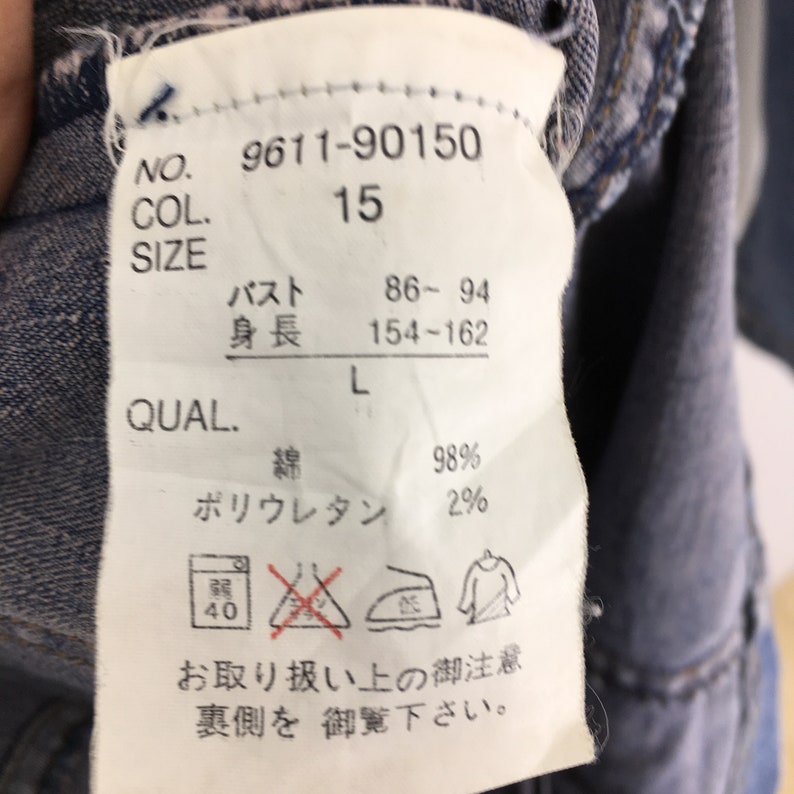 NO. 9611-90150
COL. 15
SIZE
バスト 86~ 94
身長 154~162
L
QUAL.
綿 98%
ポリウレタン 2%
弱
40
低
お取り扱い上の御注意
裏側を 御覧下さい。